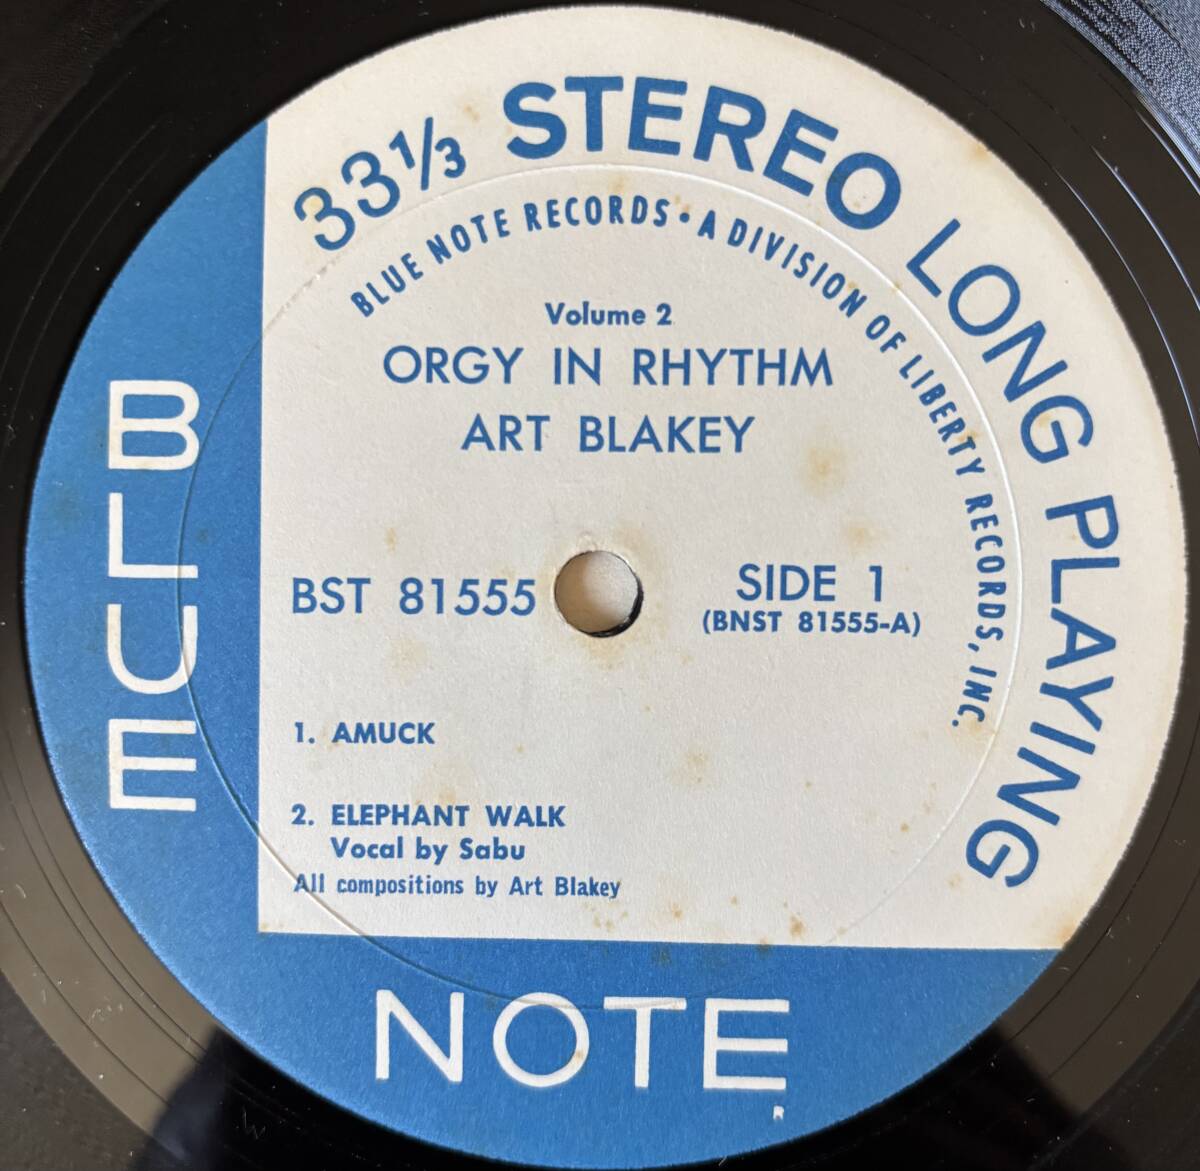 33 1/3 STEREO LONG PLAYING
BLUE NOTE RECORDS • A DIVISION OF LIBERTY RECORDS, INC.
Volume 2
ORGY IN RHYTHM
ART BLAKEY
BST 81555
SIDE 1
(BNST 81555-A)
1. AMUCK
2. ELEPHANT WALK
Vocal by Sabu
All compositions by Art Blakey
BLUE
NOTE